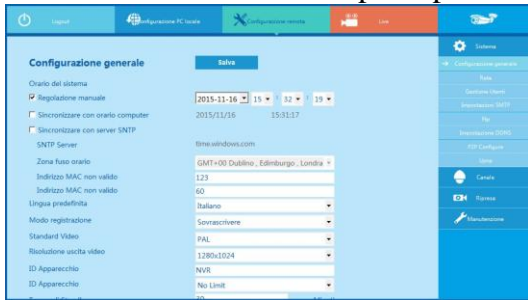 Logout
Configurazione PC locale
Configurazione remota
Live
Configurazione generale
Salva
Orario del sistema
Regolazione manuale
2015-11-16 15 : 32 : 19
Sincronizzare con orario computer
2015/11/16 15:31:17
Sincronizzare con server SNTP
SNTP Server
time.windows.com
Zona fuso orario
GMT+00 Dublino , Edimburgo , Londra
Indirizzo MAC non valido
123
Indirizzo MAC non valido
60
Lingua predefinita
Italiano
Modo registrazione
Sovrascrivere
Standard Video
PAL
Risoluzione uscita video
1280x1024
ID Apparecchio
NVR
ID Apparecchio
No Limit
Sistema
Configurazione generale
Rete
Gestione Utenti
Impostazioni SMTP
Ftp
Impostazione DDNS
P2P Configura
Canale
Ripresa
Manutenzione